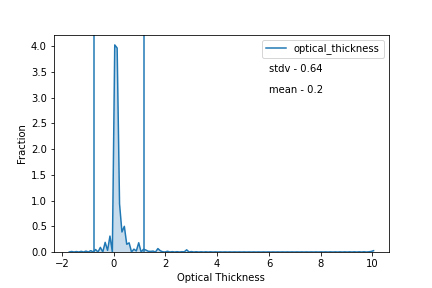 optical_thickness
stdv - 0.64
mean - 0.2
4.0
3.5
3.0
2.5
2.0
1.5
1.0
0.5
0.0
Fraction
−2 0 2 4 6 8 10
Optical Thickness